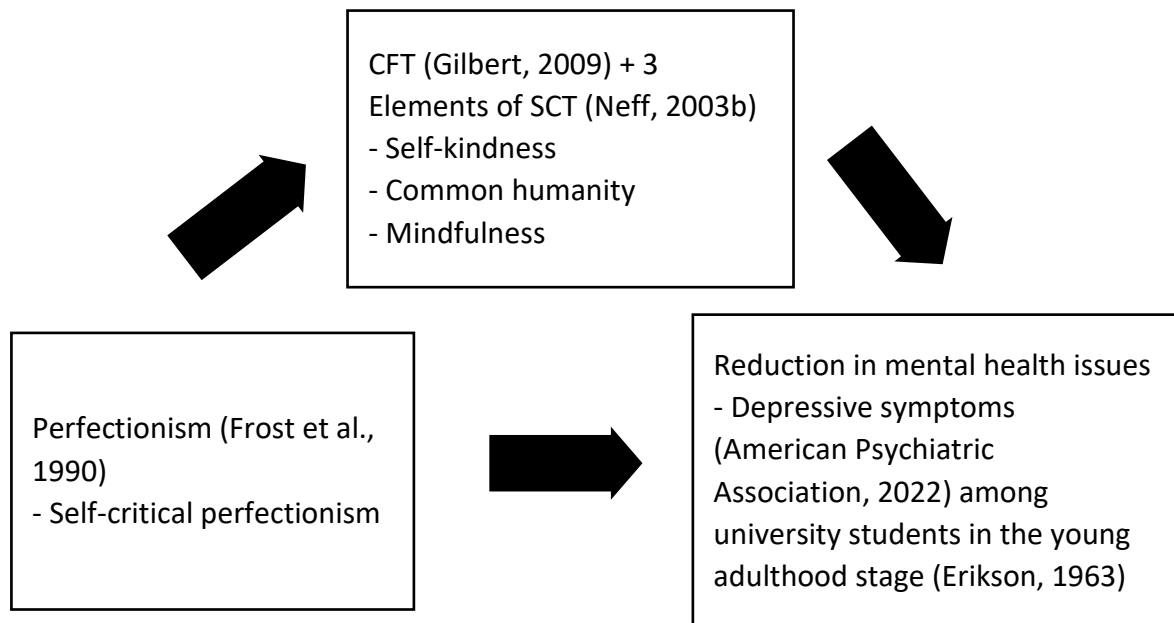 CFT (Gilbert, 2009) + 3
Elements of SCT (Neff, 2003b)
- Self-kindness
- Common humanity
- Mindfulness
Perfectionism (Frost et al.,
1990)
- Self-critical perfectionism
Reduction in mental health issues
- Depressive symptoms
(American Psychiatric
Association, 2022) among
university students in the young
adulthood stage (Erikson, 1963)